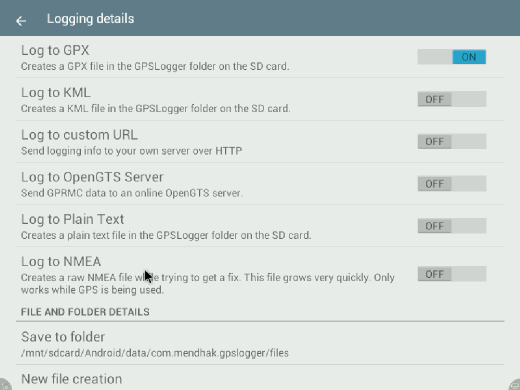 Logging details
Log to GPX
Creates a GPX file in the GPSLogger folder on the SD card.
ON
Log to KML
Creates a KML file in the GPSLogger folder on the SD card.
OFF
Log to custom URL
Send logging info to your own server over HTTP
OFF
Log to OpenGTS Server
Send GPRMC data to an online OpenGTS server.
OFF
Log to Plain Text
Creates a plain text file in the GPSLogger folder on the SD card.
OFF
Log to NMEA
Creates a raw NMEA file while trying to get a fix. This file grows very quickly. Only
works while GPS is being used.
OFF
FILE AND FOLDER DETAILS
Save to folder
/mnt/sdcard/Android/data/com.mendhak.gpslogger/files
New file creation